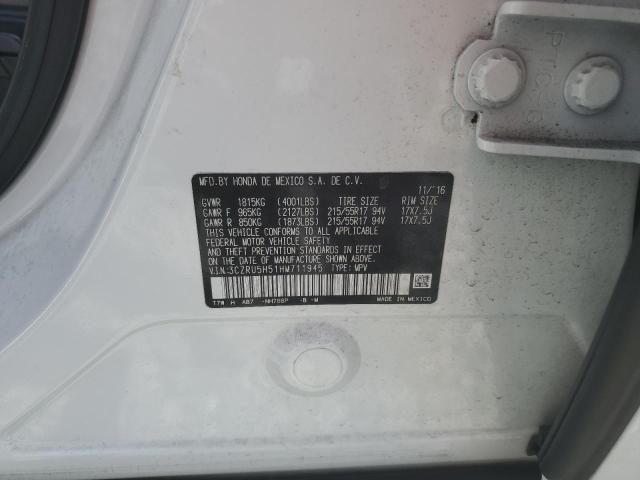 MFD.BY HONDA DE MEXICO S.A. DE C.V. 11/'16
GVWR 1815KG (4001LBS) TIRE SIZE RIM SIZE
GAWR F 965KG (2127LBS) 215/55R17 94V 17X7.5J
GAWR R 850KG (1873LBS) 215/55R17 94V 17X7.5J
THIS VEHICLE CONFORMS TO ALL APPLICABLE
FEDERAL MOTOR VEHICLE SAFETY
AND THEFT PREVENTION STANDARDS IN EFFECT
ON THE DATE OF MANUFACTURE SHOWN ABOVE.
V.I.N:3CZRU5H51HM711945 TYPE: MPV
T7W H A07 -NH788P -B -M MADE IN MEXICO